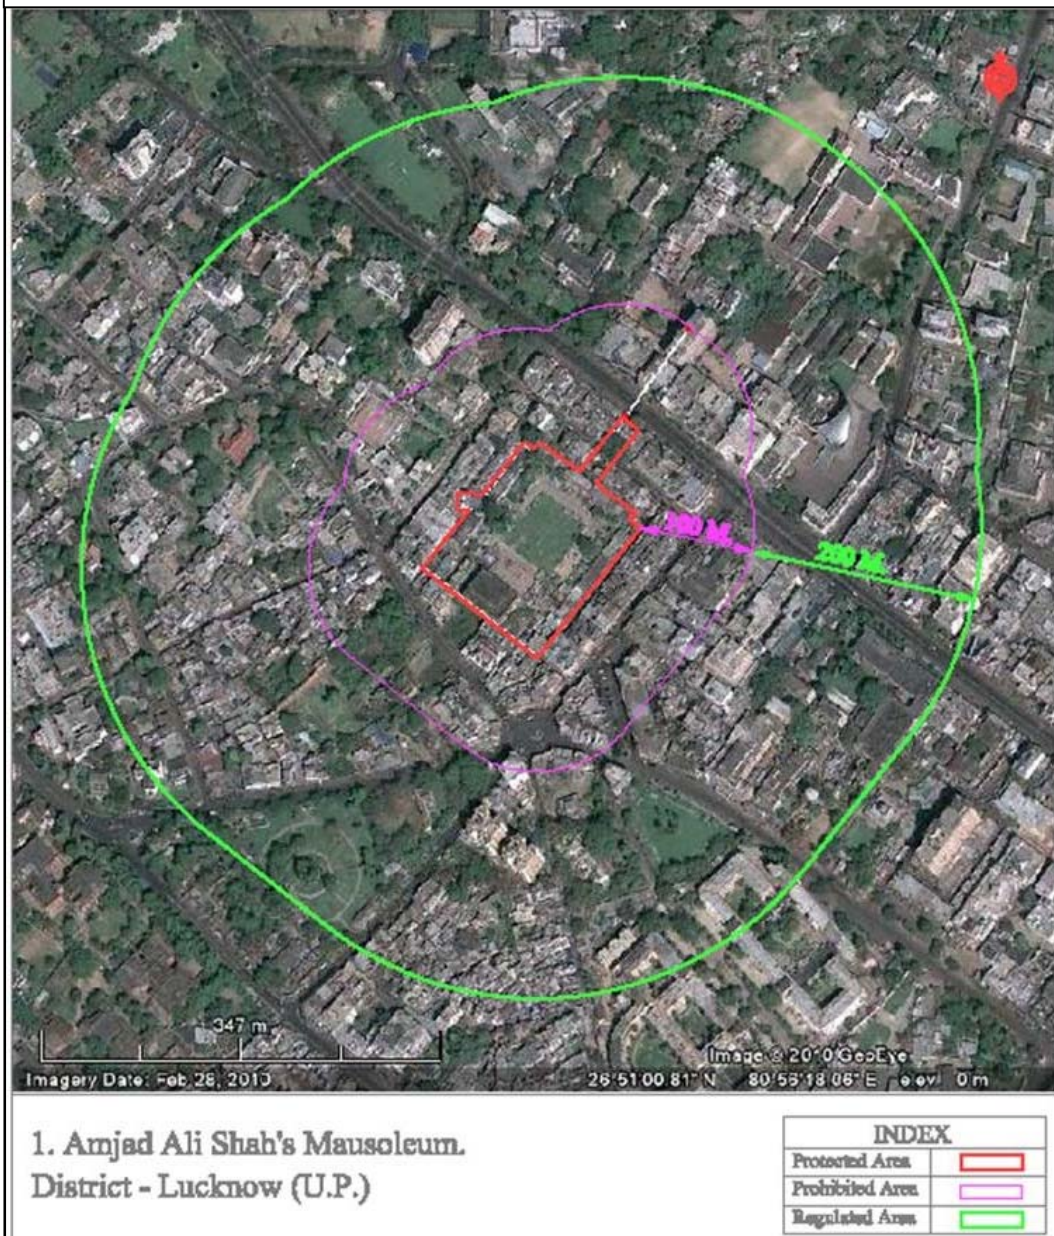 100 M.
200 M.
347 m
Image © 2010 GeoEye
Imagery Date: Feb 28, 2010
26°51'00.81" N 80°56'18.06" E elev 0 m
1. Amjad Ali Shah's Mausoleum.
District - Lucknow (U.P.)
INDEX
Protected Area
Prohibited Area
Regulated Area